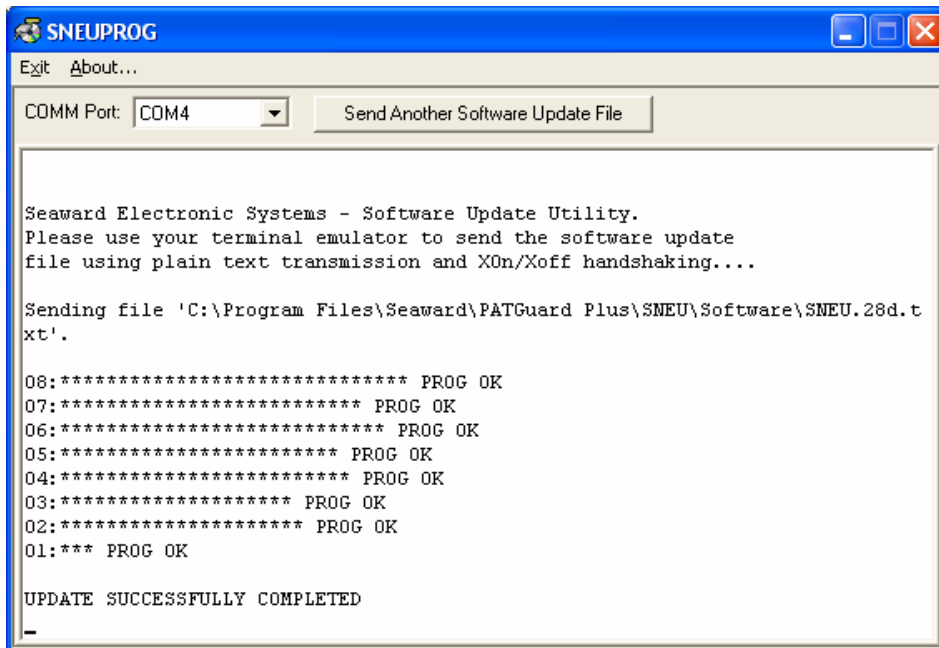 SNEUPROG
Exit About...
COMM Port: COM4 Send Another Software Update File
Seaward Electronic Systems - Software Update Utility.
Please use your terminal emulator to send the software update
file using plain text transmission and XOn/Xoff handshaking....
Sending file 'C:\Program Files\Seaward\PATGuard Plus\SNEU\Software\SNEU.28d.t
xt'.
08:****************************** PROG OK
07:************************** PROG OK
06:**************************** PROG OK
05:************************ PROG OK
04:************************* PROG OK
03:******************** PROG OK
02:********************* PROG OK
01:*** PROG OK
UPDATE SUCCESSFULLY COMPLETED